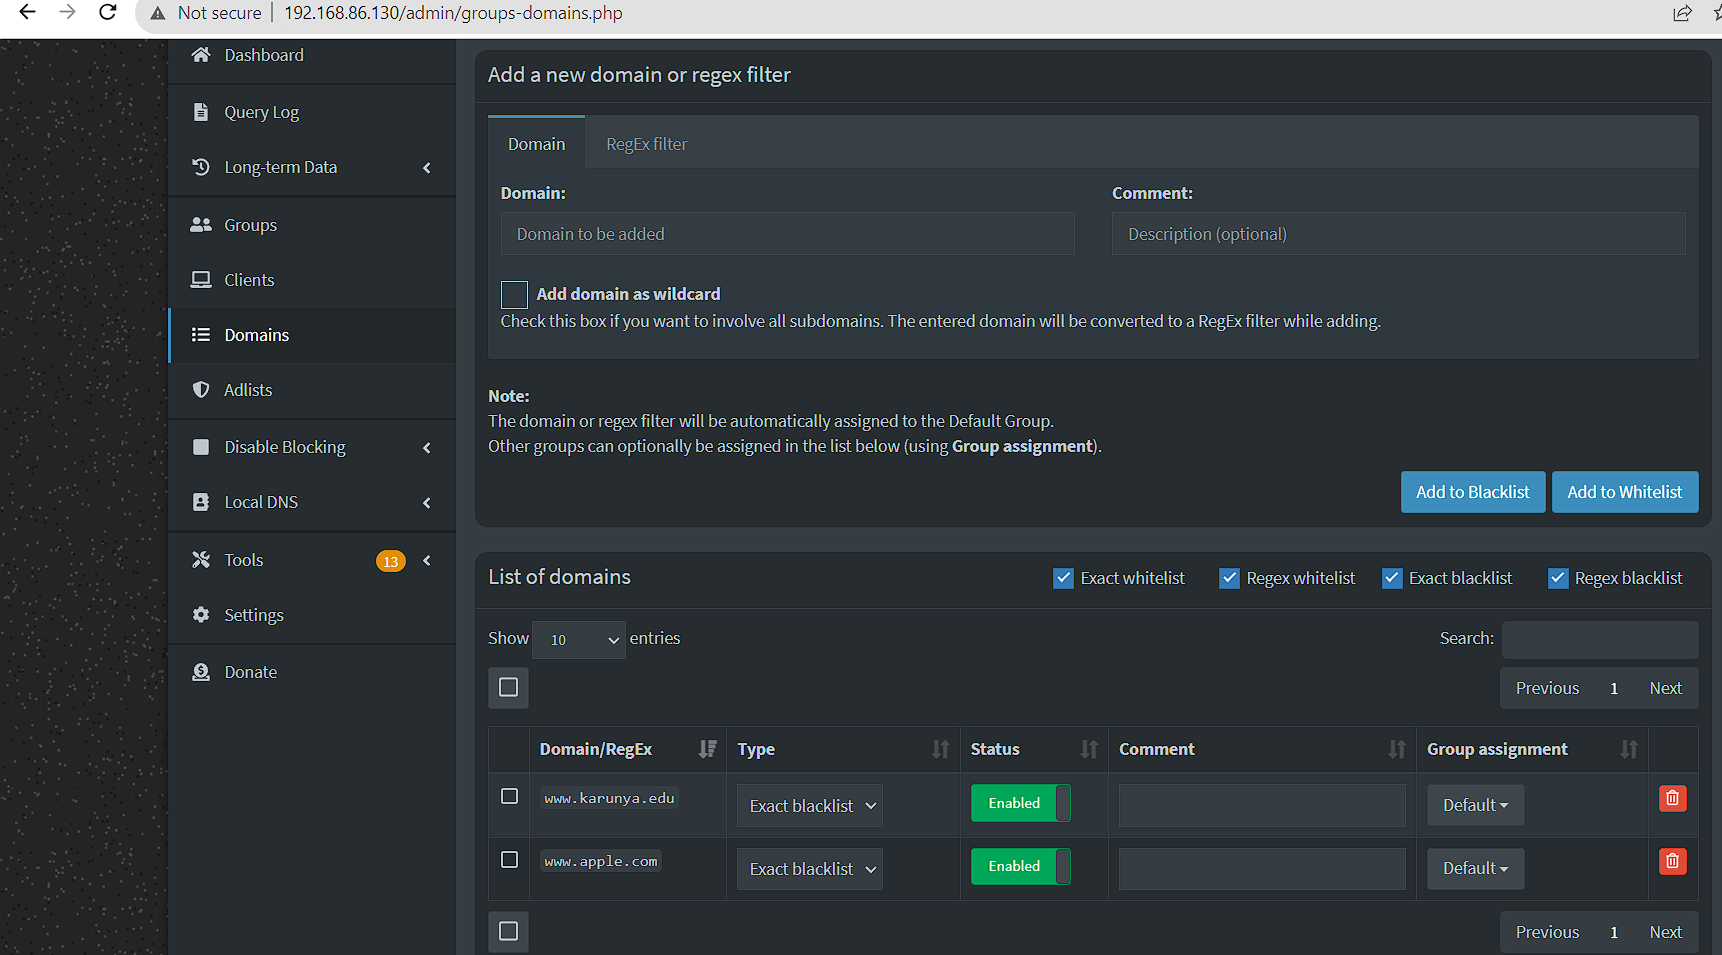 Not secure | 192.168.86.130/admin/groups-domains.php
Dashboard
Query Log
Long-term Data
Groups
Clients
Domains
Adlists
Disable Blocking
Local DNS
Tools 13
Settings
Donate
Add a new domain or regex filter
Domain RegEx filter
Domain: Comment:
Domain to be added Description (optional)
Add domain as wildcard
Check this box if you want to involve all subdomains. The entered domain will be converted to a RegEx filter while adding.
Note:
The domain or regex filter will be automatically assigned to the Default Group.
Other groups can optionally be assigned in the list below (using Group assignment).
Add to Blacklist Add to Whitelist
List of domains Exact whitelist Regex whitelist Exact blacklist Regex blacklist
Show 10 entries Search:
Previous 1 Next
Domain/RegEx Type Status Comment Group assignment
www.karunya.edu Exact blacklist Enabled Default
www.apple.com Exact blacklist Enabled Default
Previous 1 Next